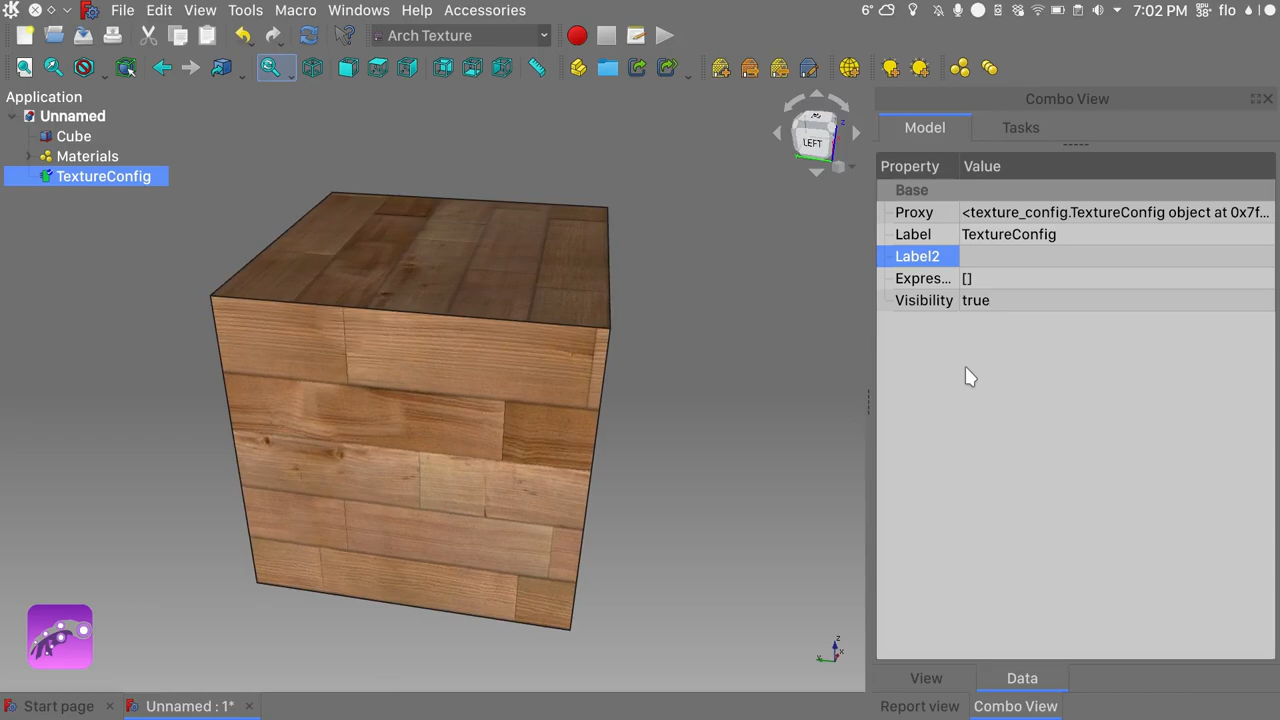 File Edit View Tools Macro Windows Help Accessories 6° 7:02 PM flo
Arch Texture
Application
Unnamed
Cube
Materials
TextureConfig
LEFT
Combo View
Model Tasks
Property Value
Base
Proxy <texture_config.TextureConfig object at 0x7f...
Label TextureConfig
Label2
Expres... []
Visibility true
View Data
Start page Unnamed : 1* Report view Combo View